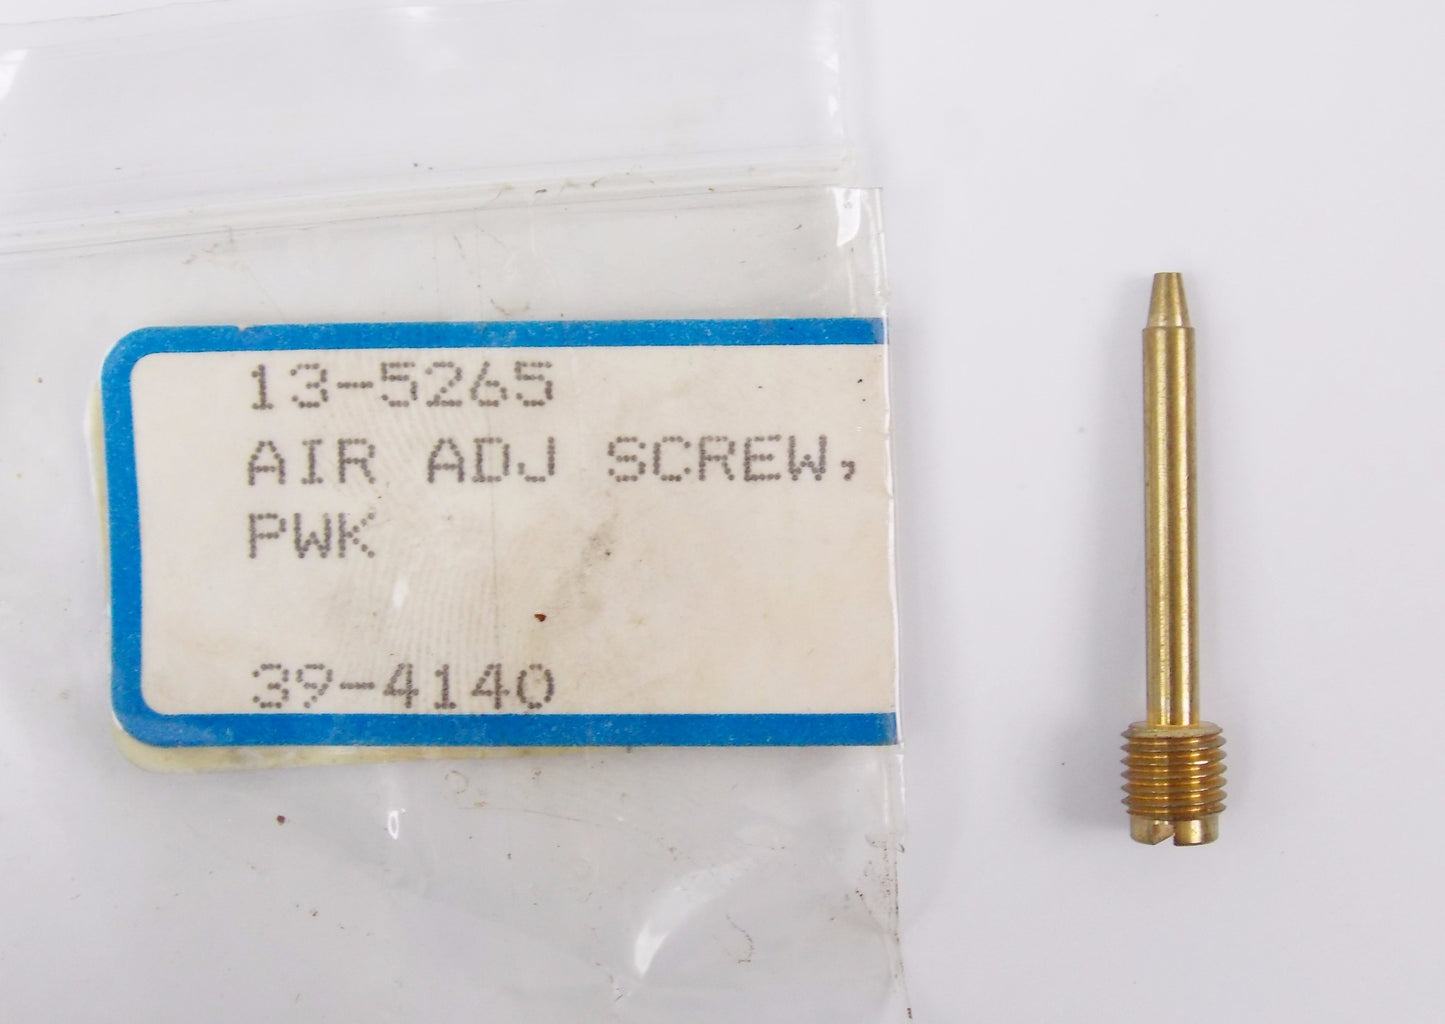 13-5265
AIR ADJ SCREW,
PWK
39-4140